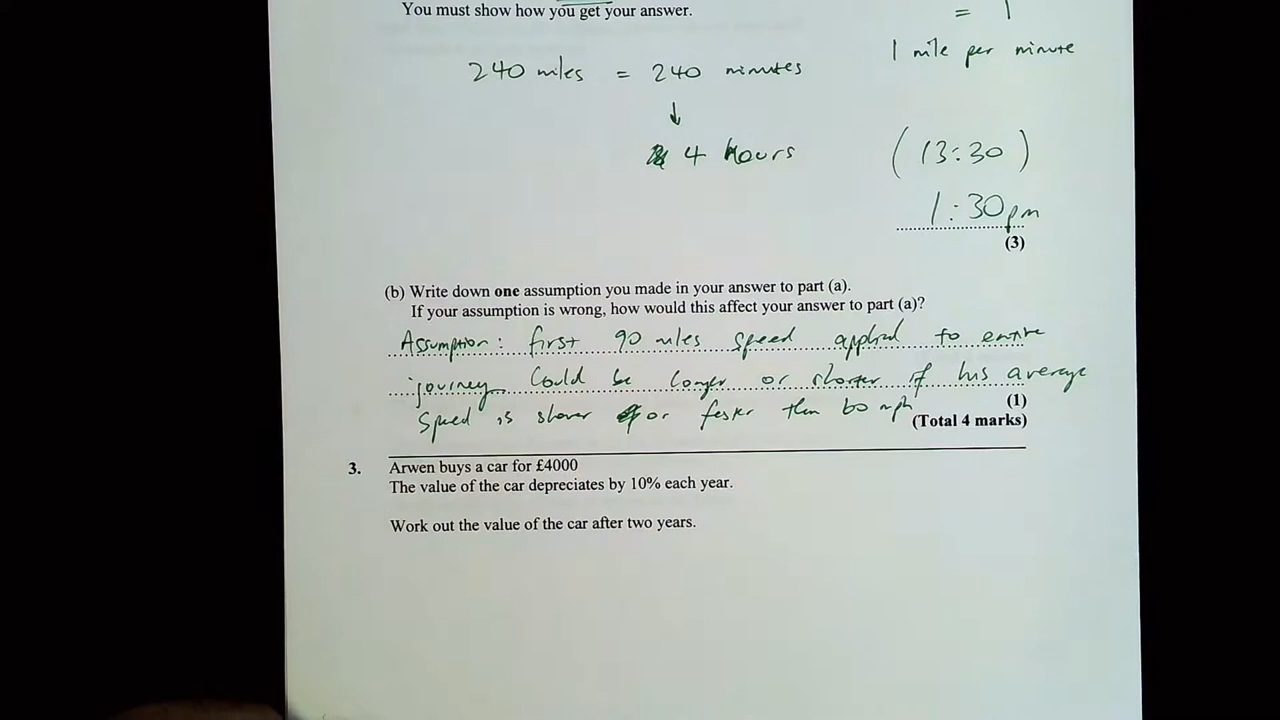 You must show how you get your answer.
= 1
1 mile per minute
240 miles = 240 minutes
↓
4 hours
(13:30)
1:30pm
(3)
(b) Write down one assumption you made in your answer to part (a).
If your assumption is wrong, how would this affect your answer to part (a)?
Assumption: first 90 miles speed applied to entire
journey. Could be longer or shorter if his average
(1)
speed is slower or faster then 60 mph
(Total 4 marks)
3. Arwen buys a car for £4000
The value of the car depreciates by 10% each year.
Work out the value of the car after two years.